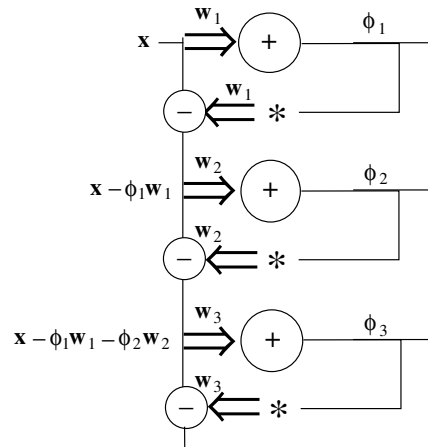 w₁ ϕ₁
x +
w₁
− *
w₂ ϕ₂
x − ϕ₁w₁ +
w₂
− *
w₃ ϕ₃
x − ϕ₁w₁ − ϕ₂w₂ +
w₃
− *